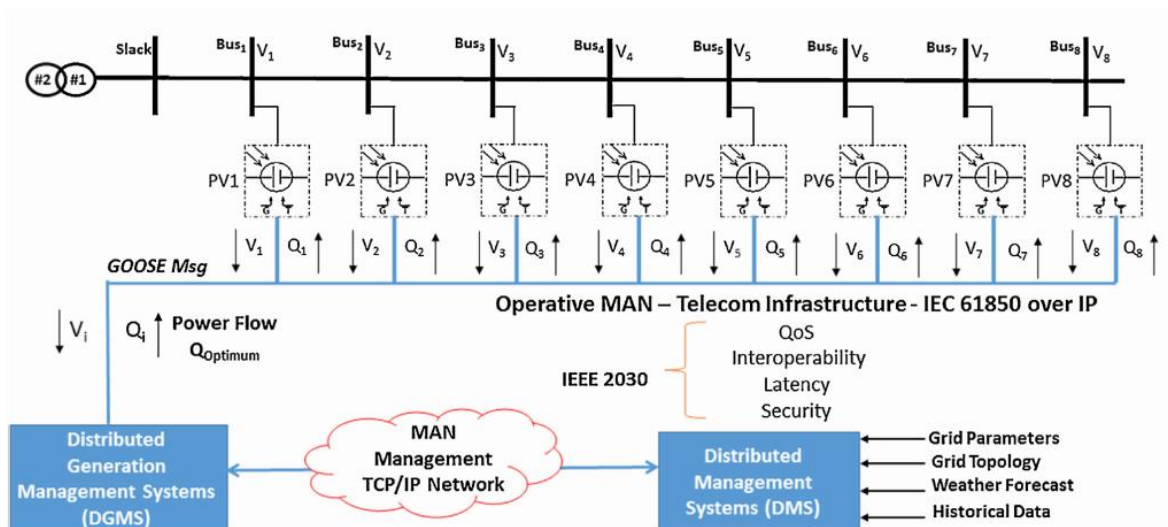 Slack Bus1 V1 Bus2 V2 Bus3 V3 Bus4 V4 Bus5 V5 Bus6 V6 Bus7 V7 Bus8 V8
#2 #1
PV1 PV2 PV3 PV4 PV5 PV6 PV7 PV8
G T G T G T G T G T G T G T G T
V1 Q1 V2 Q2 V3 Q3 V4 Q4 V5 Q5 V6 Q6 V7 Q7 V8 Q8
GOOSE Msg
Operative MAN – Telecom Infrastructure - IEC 61850 over IP
Vi Qi Power Flow
QOptimum
IEEE 2030
QoS
Interoperability
Latency
Security
Distributed
Generation
Management Systems
(DGMS)
MAN
Management
TCP/IP Network
Distributed
Management
Systems (DMS)
Grid Parameters
Grid Topology
Weather Forecast
Historical Data